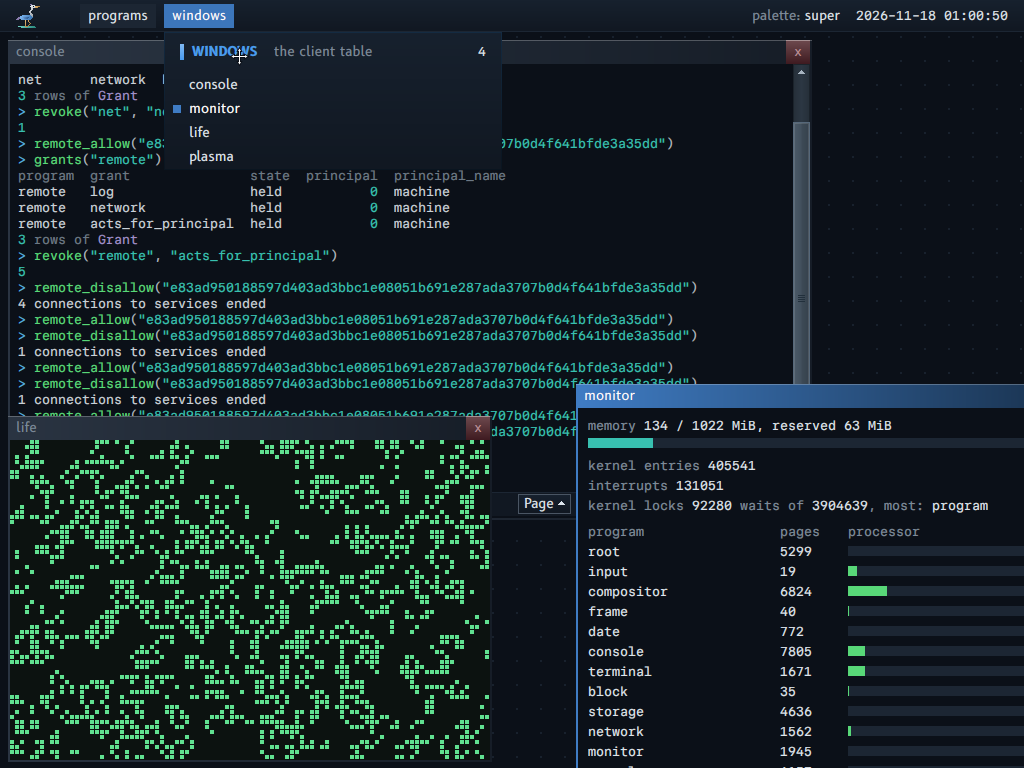 programs windows palette: super 2026-11-18 01:00:50
console x
WINDOWS the client table 4
console
monitor
life
plasma
net network
3 rows of Grant
> revoke("net",
1
> remote_allow("e83 07b0d4f641bfde3a35dd")
> grants("remote")
program grant state principal principal_name
remote log held 0 machine
remote network held 0 machine
remote acts_for_principal held 0 machine
3 rows of Grant
> revoke("remote", "acts_for_principal")
5
> remote_disallow("e83ad950188597d403ad3bbc1e08051b691e287ada3707b0d4f641bfde3a35dd")
4 connections to services ended
> remote_allow("e83ad950188597d403ad3bbc1e08051b691e287ada3707b0d4f641bfde3a35dd")
> remote_disallow("e83ad950188597d403ad3bbc1e08051b691e287ada3707b0d4f641bfde3a35dd")
1 connections to services ended
> remote_allow("e83ad950188597d403ad3bbc1e08051b691e287ada3707b0d4f641bfde3a35dd")
> remote_disallow("e83ad950188597d403ad3bbc1e08051b691e287ada3707b0d4f641bfde3a35dd")
1 connections to services ended
life x
Page
monitor
memory 134 / 1022 MiB, reserved 63 MiB
kernel entries 405541
interrupts 131051
kernel locks 92280 waits of 3904639, most: program
program pages processor
root 5299
input 19
compositor 6824
frame 40
date 772
console 7805
terminal 1671
block 35
storage 4636
network 1562
monitor 1945